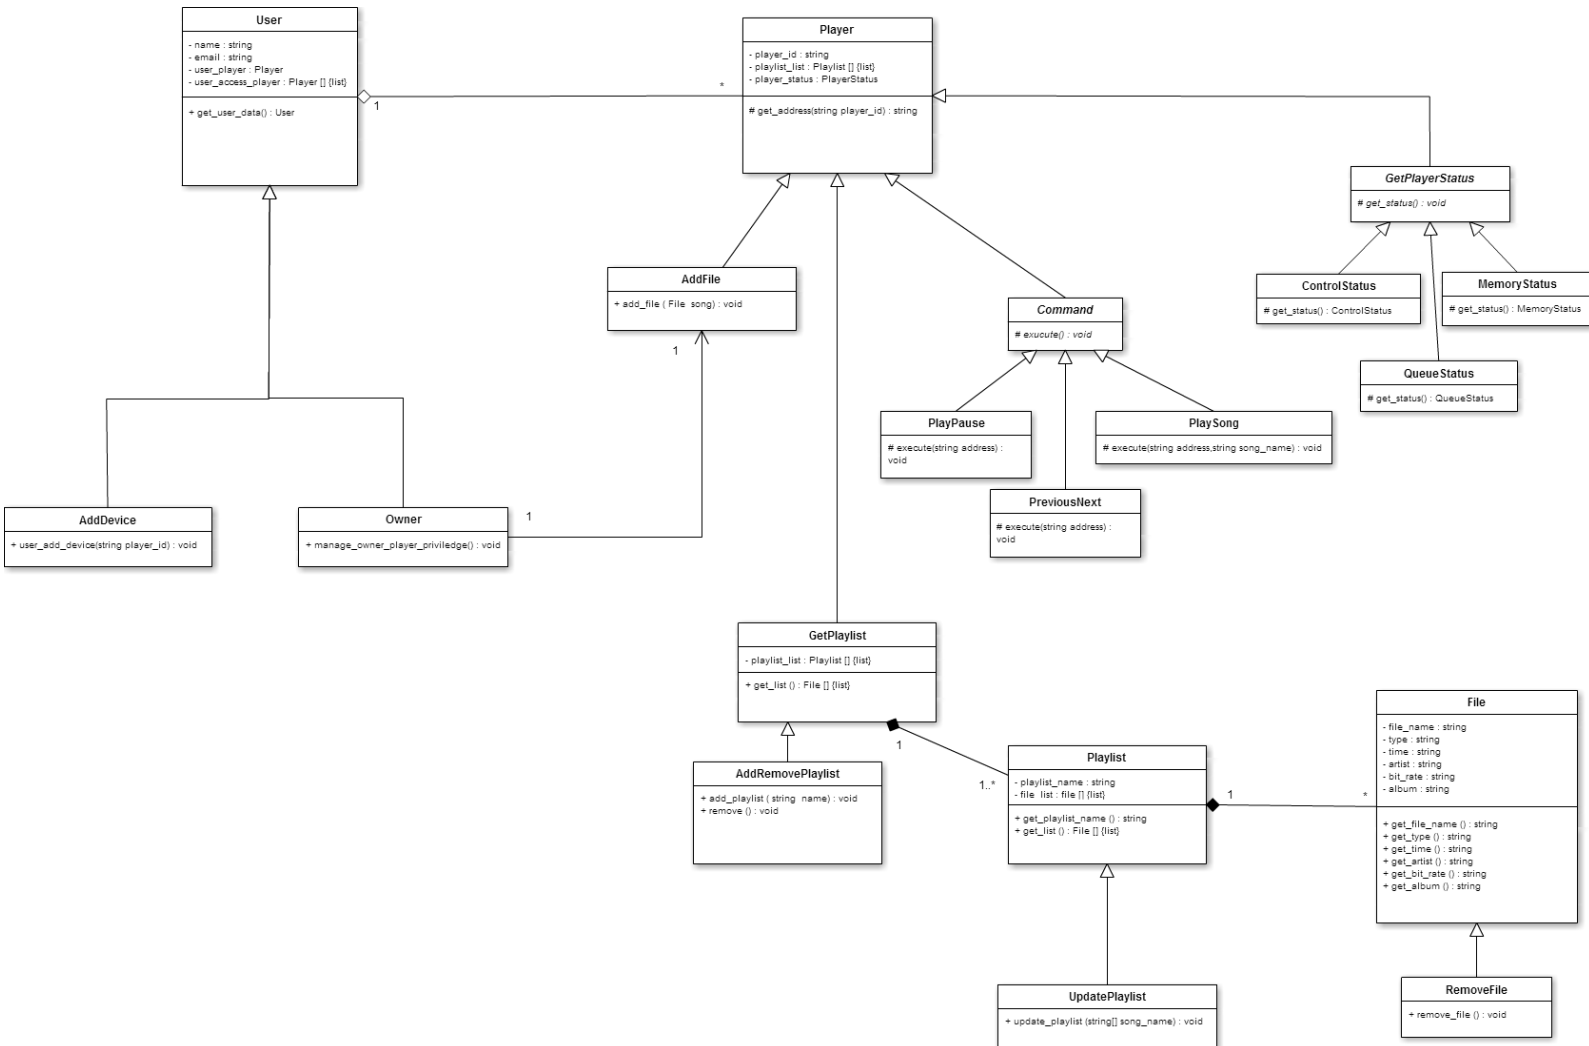 User
- name : string
- email : string
- user_player : Player
- user_access_player : Player [] {list}
+ get_user_data() : User
1
*
Player
- player_id : string
- playlist_list : Playlist [] {list}
- player_status : PlayerStatus
# get_address(string player_id) : string
GetPlayerStatus
# get_status() : void
ControlStatus
# get_status() : ControlStatus
MemoryStatus
# get_status() : MemoryStatus
QueueStatus
# get_status() : QueueStatus
AddFile
+ add_file ( File song) : void
1
Command
# exucute() : void
PlayPause
# execute(string address) :
void
PlaySong
# execute(string address,string song_name) : void
PreviousNext
# execute(string address) :
void
AddDevice
+ user_add_device(string player_id) : void
Owner
+ manage_owner_player_priviledge() : void
1
GetPlaylist
- playlist_list : Playlist [] {list}
+ get_list () : File [] {list}
1
1..*
AddRemovePlaylist
+ add_playlist ( string name) : void
+ remove () : void
Playlist
- playlist_name : string
- file list : file [] {list}
+ get_playlist_name () : string
+ get_list () : File [] {list}
1
*
File
- file_name : string
- type : string
- time : string
- artist : string
- bit_rate : string
- album : string
+ get_file_name () : string
+ get_type () : string
+ get_time () : string
+ get_artist () : string
+ get_bit_rate () : string
+ get_album () : string
UpdatePlaylist
+ update_playlist (string[] song_name) : void
RemoveFile
+ remove_file () : void